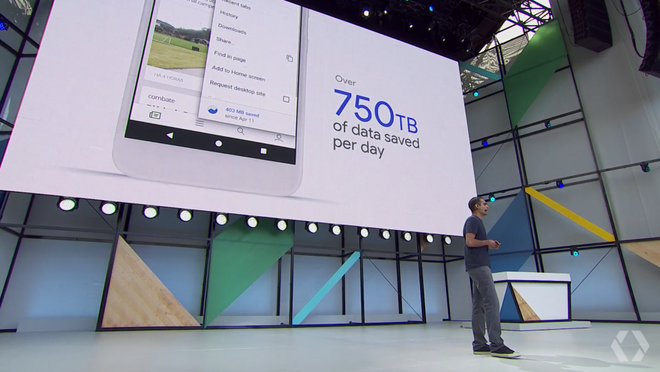 History
Downloads
Share...
Find in page
Add to Home screen
Request desktop site
403 MB saved
since Apr 11
combate
Over
750TB
of data saved
per day